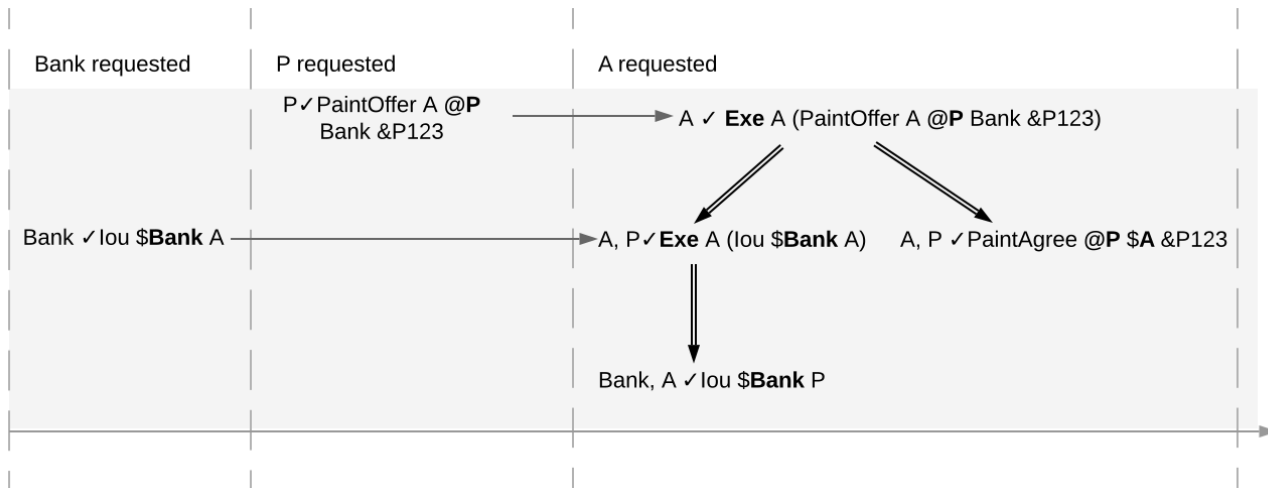 Bank requested
P requested
A requested
P✓PaintOffer A @P
Bank &P123
A ✓ Exe A (PaintOffer A @P Bank &P123)
Bank ✓Iou $Bank A
A, P✓Exe A (Iou $Bank A)
A, P ✓PaintAgree @P $A &P123
Bank, A ✓Iou $Bank P